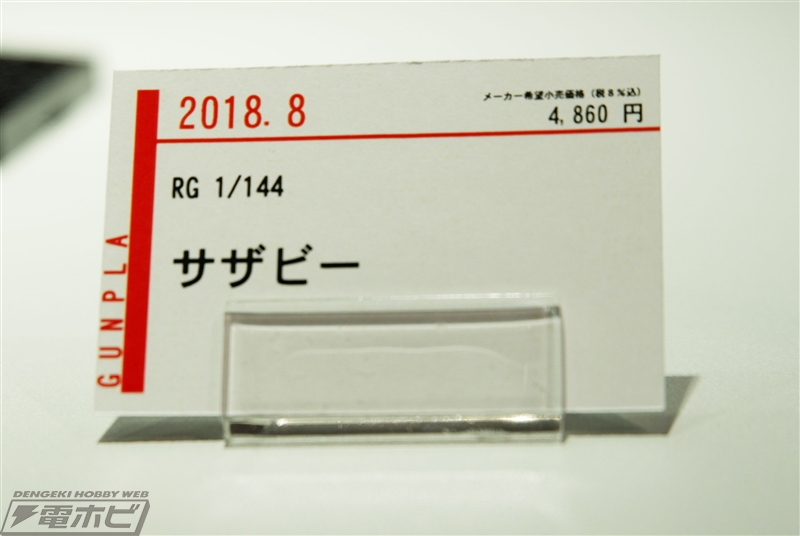 2018. 8
メーカー希望小売価格（税8%込）
4,860 円
RG 1/144
サザビー
GUNPLA
DENGEKI HOBBY WEB
電ホビ